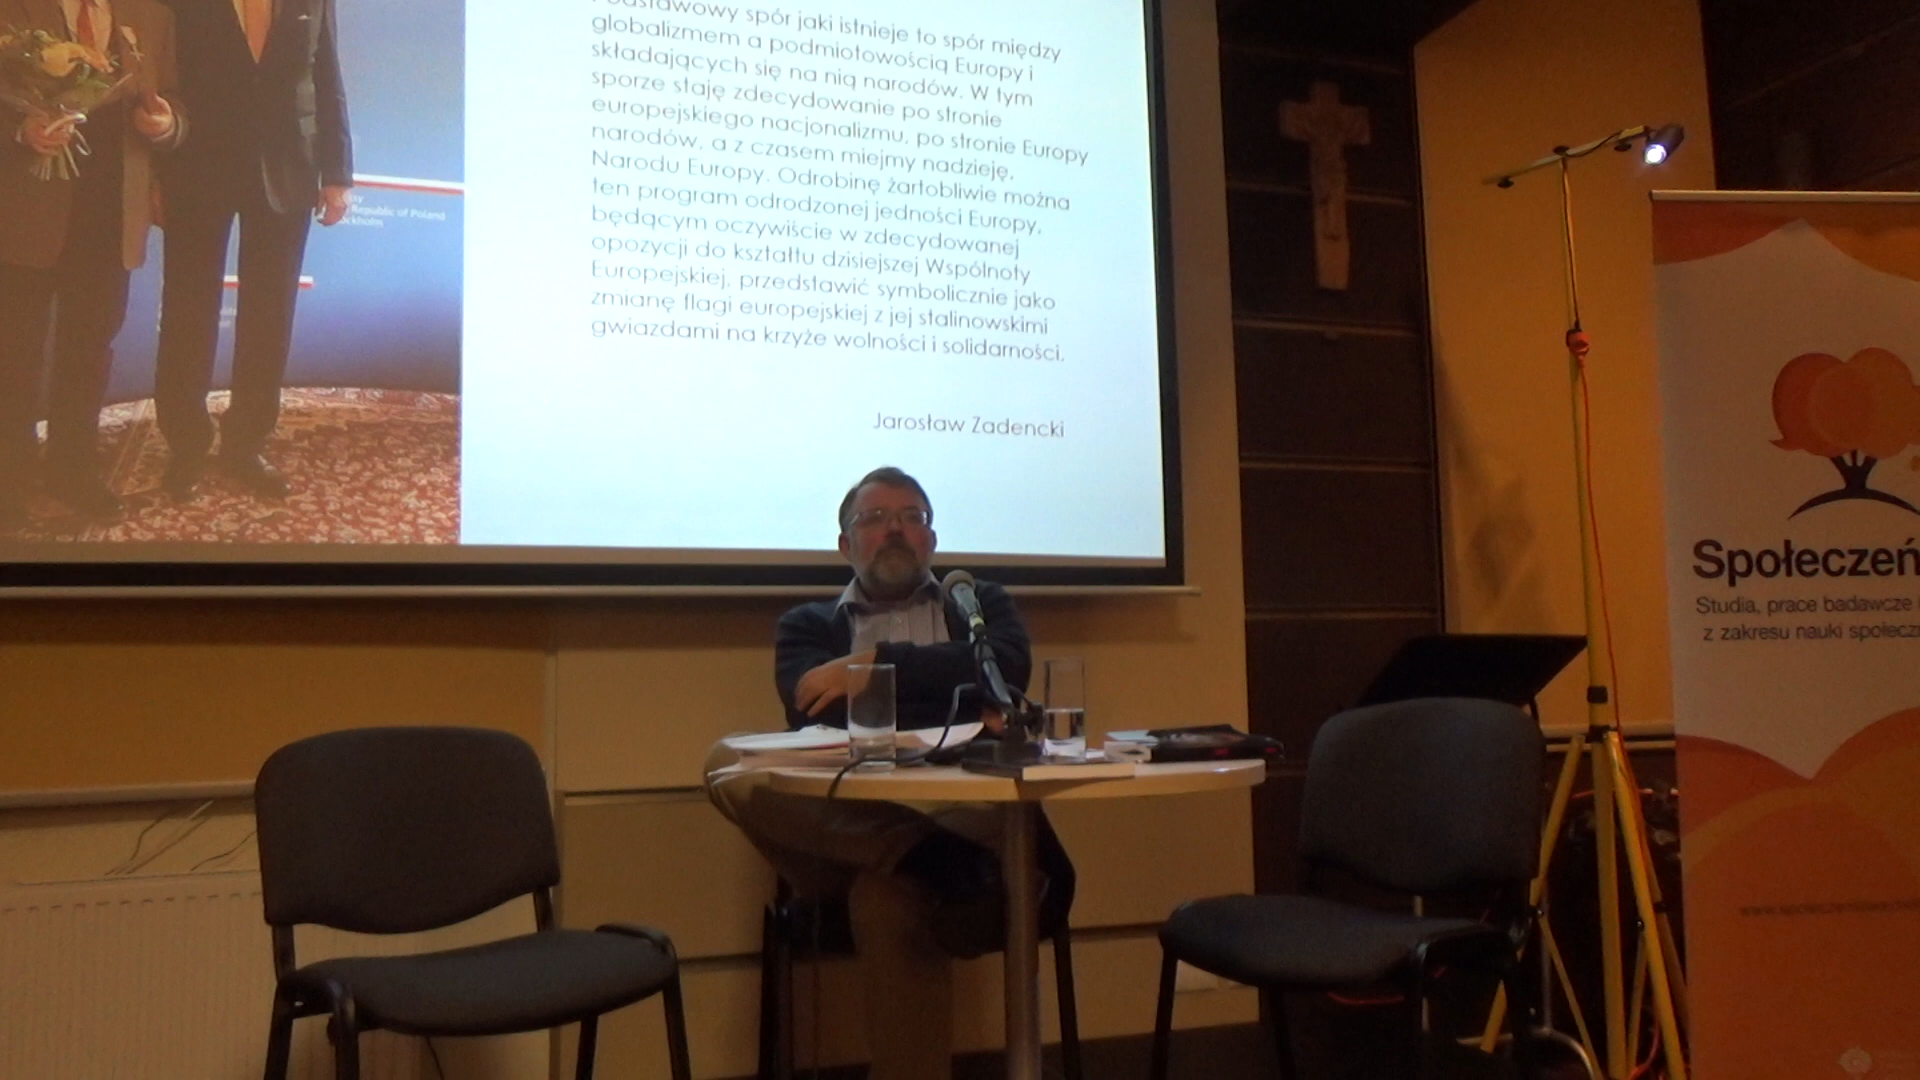 Podstawowy spór jaki istnieje to spór między
globalizmem a podmiotowością Europy i
składających się na nią narodów. W tym
sporze staję zdecydowanie po stronie
europejskiego nacjonalizmu, po stronie Europy
narodów, a z czasem miejmy nadzieję,
Narodu Europy. Odrobinę żartobliwie można
ten program odrodzonej jedności Europy,
będącym oczywiście w zdecydowanej
opozycji do kształtu dzisiejszej Wspólnoty
Europejskiej, przedstawić symbolicznie jako
zmianę flagi europejskiej z jej stalinowskimi
gwiazdami na krzyże wolności i solidarności.
Jarosław Zadencki
Republic of Poland
Społeczeń
Studia, prace badawcze
z zakresu nauki społecz